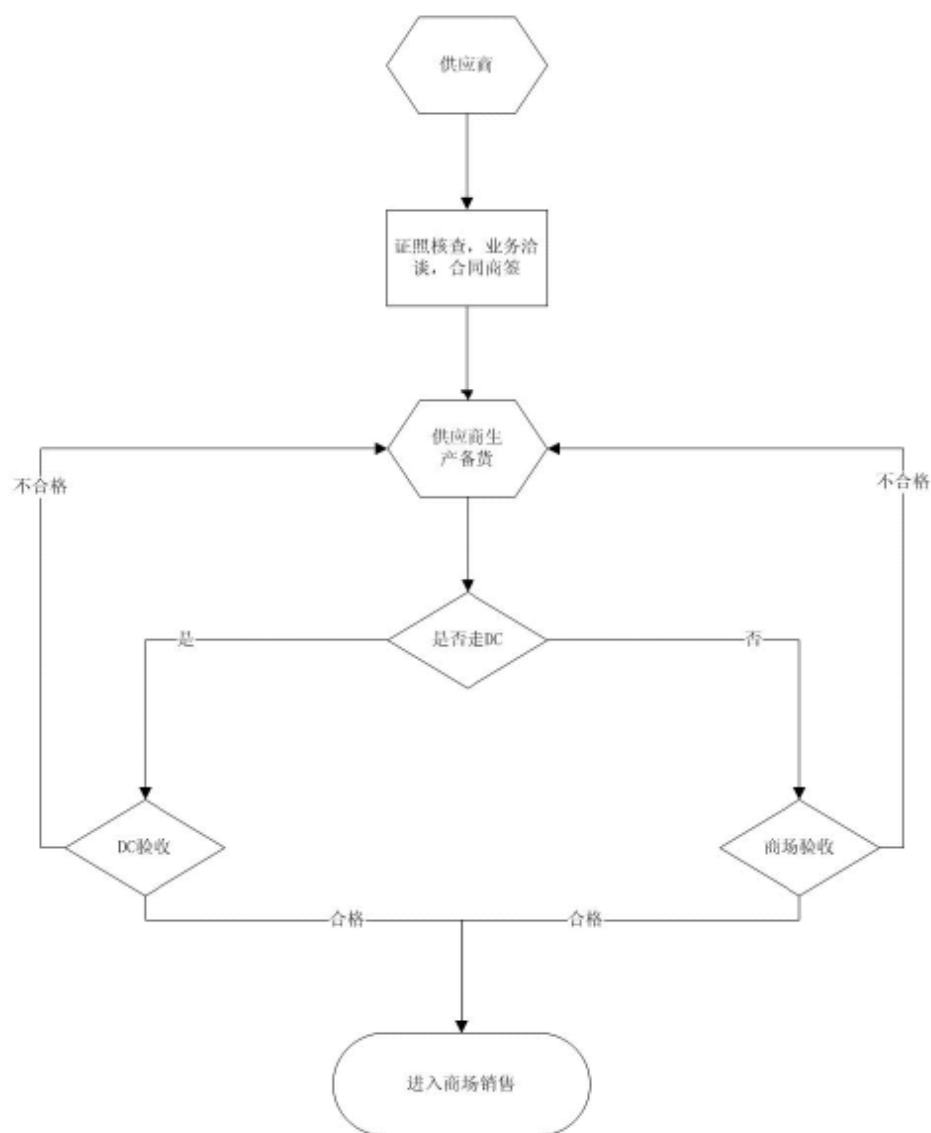 供应商
证照核查，业务洽
谈，合同商签
供应商生
产备货
不合格
不合格
是
是否走DC
否
DC验收
商场验收
合格
合格
进入商场销售